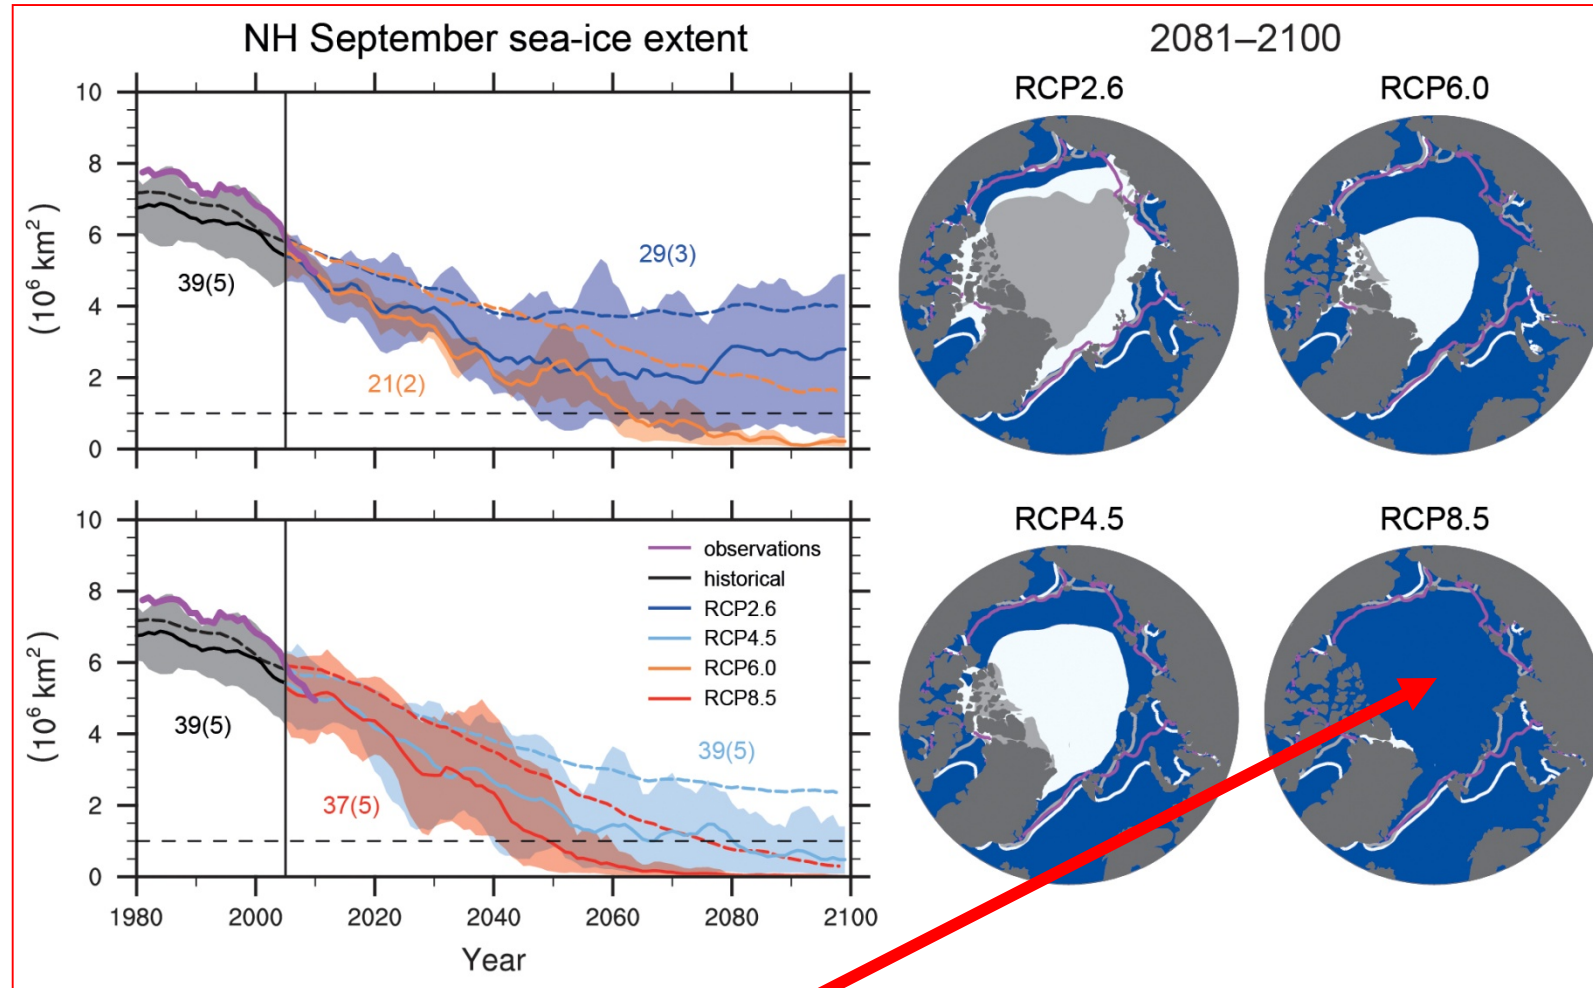 NH September sea-ice extent
2081–2100
RCP2.6
RCP6.0
10
8
6
4
2
0
(10⁶ km²)
39(5)
29(3)
21(2)
RCP4.5
RCP8.5
10
8
6
4
2
0
(10⁶ km²)
observations
historical
RCP2.6
RCP4.5
RCP6.0
RCP8.5
39(5)
39(5)
37(5)
1980
2000
2020
2040
2060
2080
2100
Year